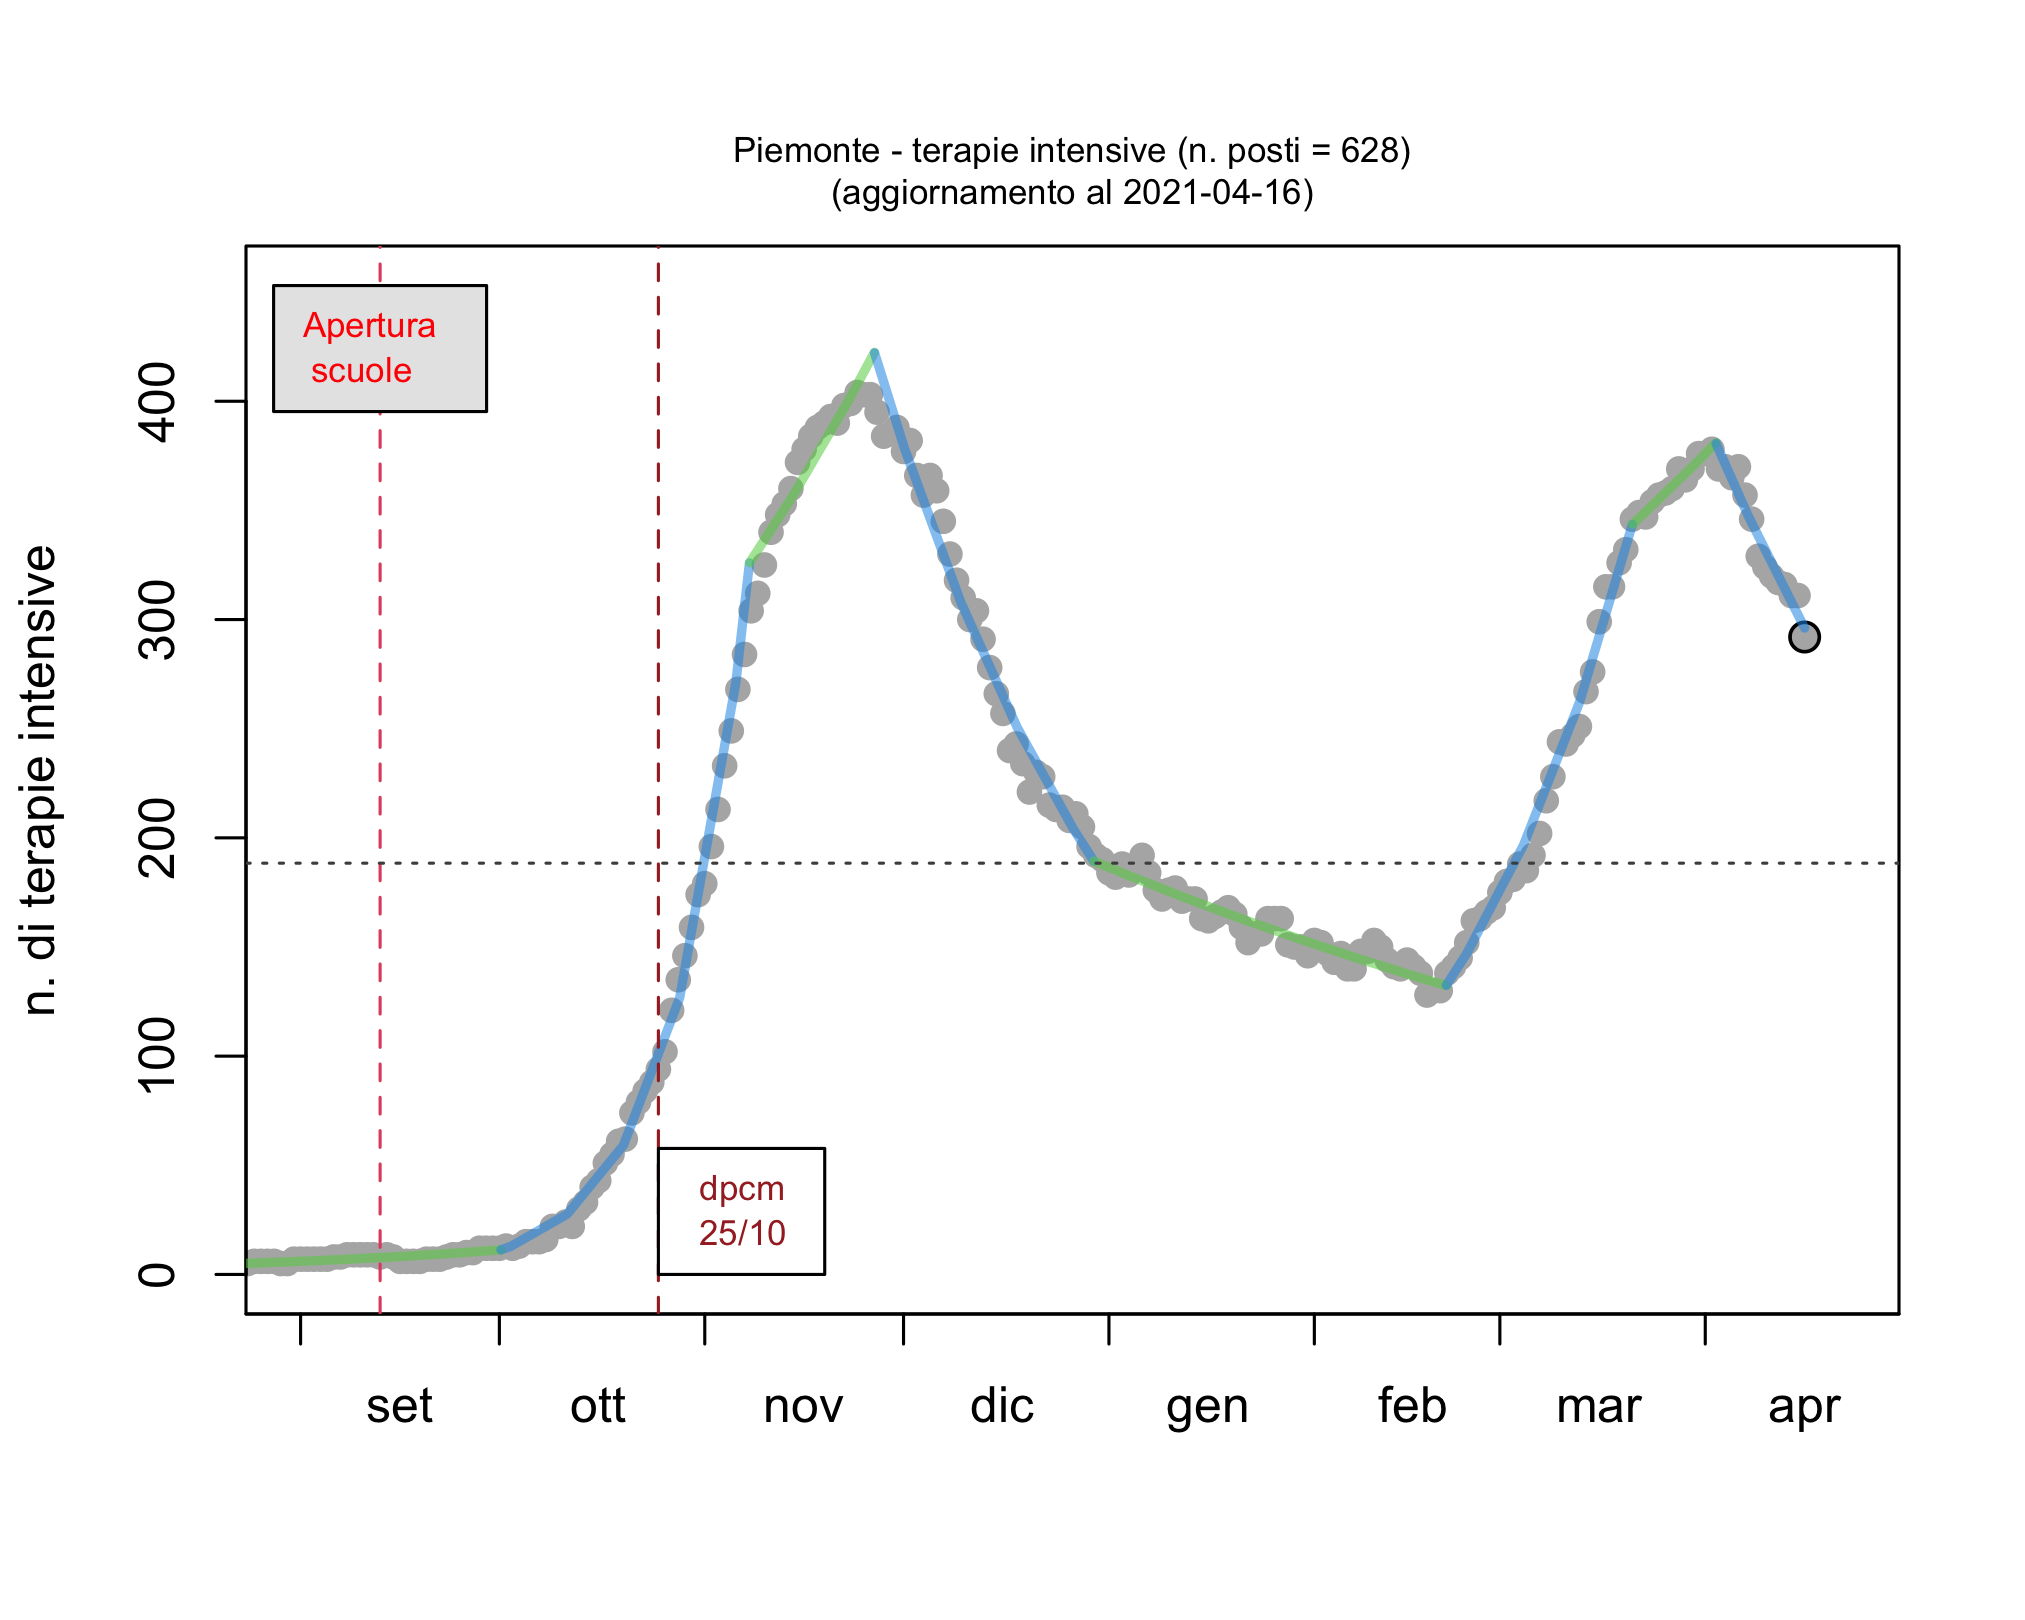 Piemonte - terapie intensive (n. posti = 628)
(aggiornamento al 2021-04-16)
Apertura
scuole
n. di terapie intensive
400
300
200
100
0
dpcm
25/10
set ott nov dic gen feb mar apr